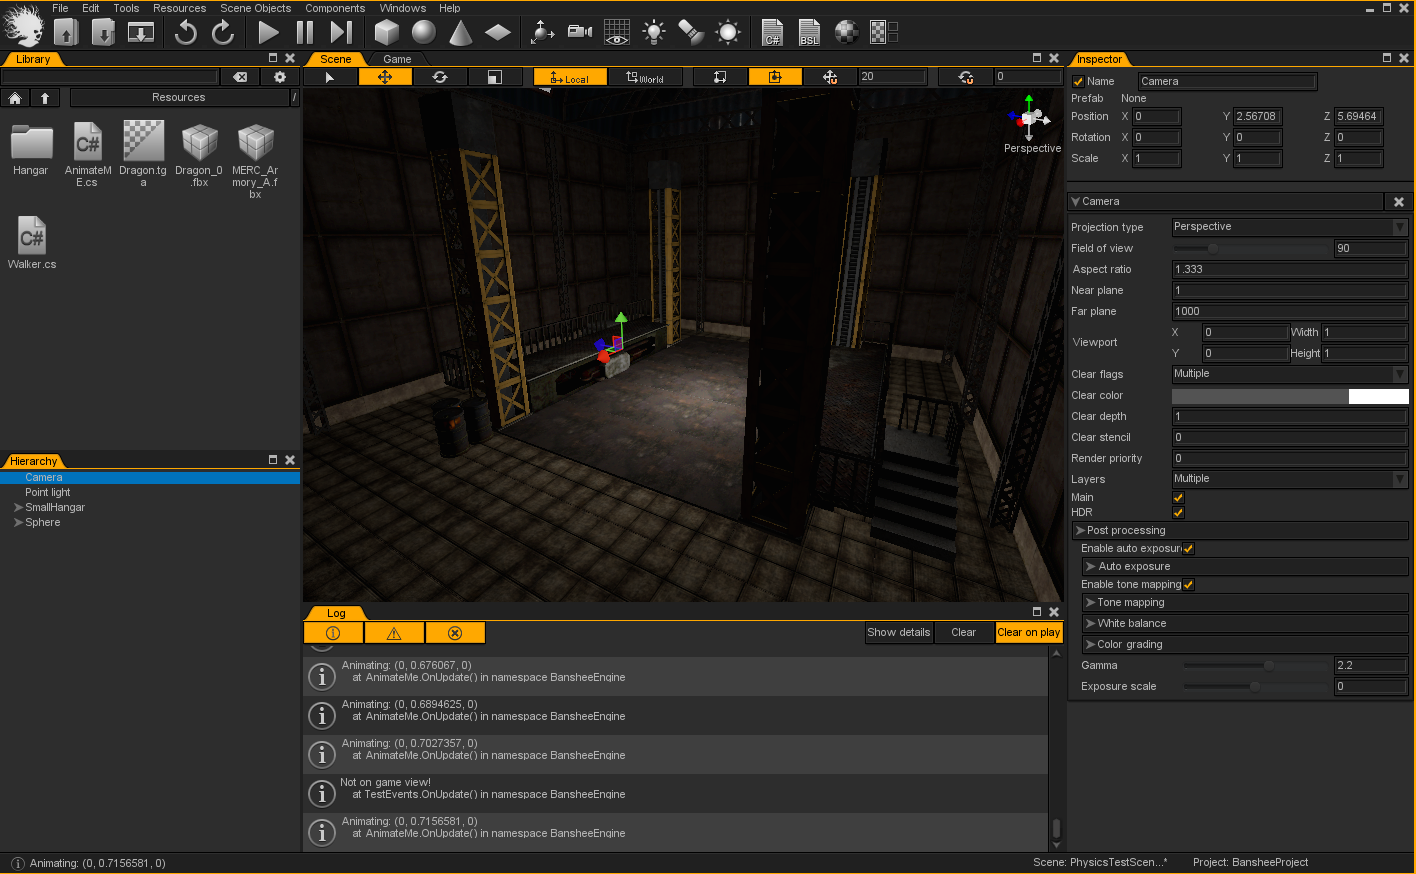 File Edit Tools Resources Scene Objects Components Windows Help
C# BSL
Library
Resources /
Hangar
C#
AnimateM
E.cs
Dragon.tg
a
Dragon_0
.fbx
MERC_Ar
mory_A.f
bx
C#
Walker.cs
Hierarchy
Camera
Point light
SmallHangar
Sphere
Scene Game
Local World 20 0
Perspective
Log
Show details Clear Clear on play
Animating: (0, 0.676067, 0)
at AnimateMe.OnUpdate() in namespace BansheeEngine
Animating: (0, 0.6894625, 0)
at AnimateMe.OnUpdate() in namespace BansheeEngine
Animating: (0, 0.7027357, 0)
at AnimateMe.OnUpdate() in namespace BansheeEngine
Not on game view!
at TestEvents.OnUpdate() in namespace BansheeEngine
Animating: (0, 0.7156581, 0)
at AnimateMe.OnUpdate() in namespace BansheeEngine
Inspector
Name Camera
Prefab None
Position X 0 Y 2.56708 Z 5.69464
Rotation X 0 Y 0 Z 0
Scale X 1 Y 1 Z 1
Camera
Projection type Perspective
Field of view 90
Aspect ratio 1.333
Near plane 1
Far plane 1000
Viewport X 0 Width 1
Y 0 Height 1
Clear flags Multiple
Clear color
Clear depth 1
Clear stencil 0
Render priority 0
Layers Multiple
Main
HDR
Post processing
Enable auto exposur
Auto exposure
Enable tone mapping
Tone mapping
White balance
Color grading
Gamma 2.2
Exposure scale 0
Animating: (0, 0.7156581, 0) Scene: PhysicsTestScen...* Project: BansheeProject